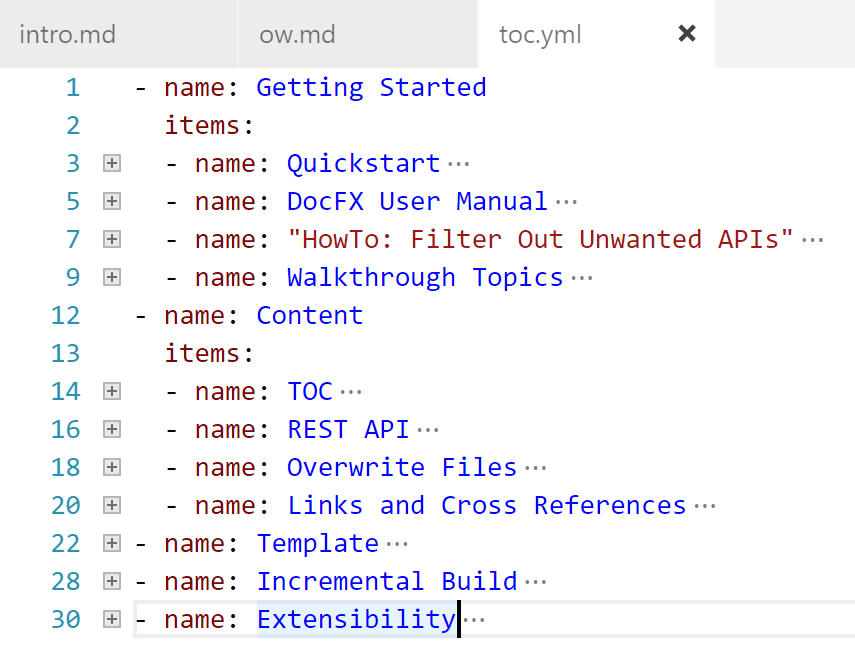 intro.md ow.md toc.yml
1 - name: Getting Started
2 items:
3 - name: Quickstart ···
5 - name: DocFX User Manual ···
7 - name: "HowTo: Filter Out Unwanted APIs" ···
9 - name: Walkthrough Topics ···
12 - name: Content
13 items:
14 - name: TOC ···
16 - name: REST API ···
18 - name: Overwrite Files ···
20 - name: Links and Cross References ···
22 - name: Template ···
28 - name: Incremental Build ···
30 - name: Extensibility ···